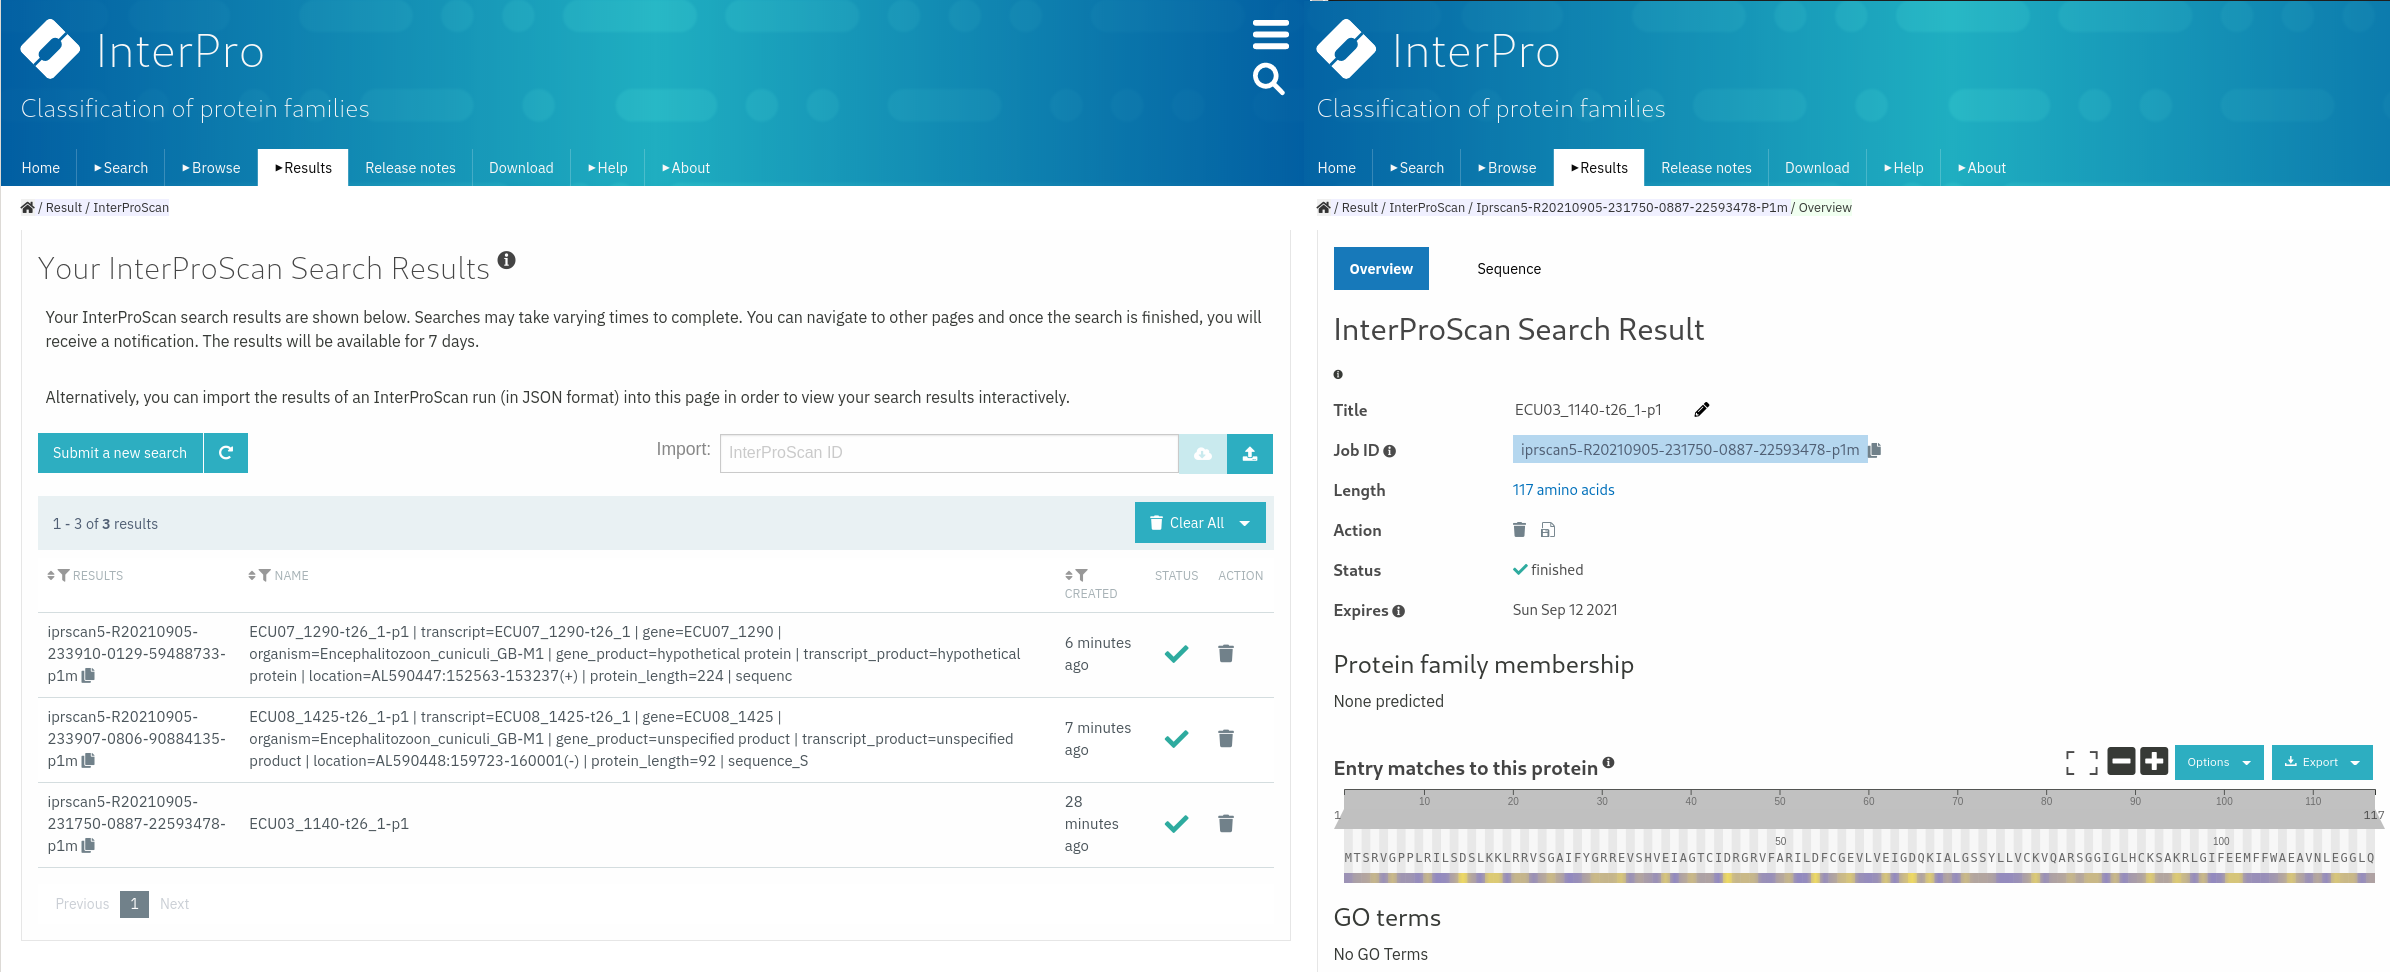 InterPro
Classification of protein families
Home
Search
Browse
Results
Release notes
Download
Help
About
/ Result / InterProScan
Your InterProScan Search Results
Your InterProScan search results are shown below. Searches may take varying times to complete. You can navigate to other pages and once the search is finished, you will
receive a notification. The results will be available for 7 days.
Alternatively, you can import the results of an InterProScan run (in JSON format) into this page in order to view your search results interactively.
Submit a new search
Import: InterProScan ID
1 - 3 of 3 results
Clear All
RESULTS
NAME
CREATED
STATUS
ACTION
iprscan5-R20210905-
233910-0129-59488733-
p1m
ECU07_1290-t26_1-p1 | transcript=ECU07_1290-t26_1 | gene=ECU07_1290 |
organism=Encephalitozoon_cuniculi_GB-M1 | gene_product=hypothetical protein | transcript_product=hypothetical
protein | location=AL590447:152563-153237(+) | protein_length=224 | sequenc
6 minutes
ago
iprscan5-R20210905-
233907-0806-90884135-
p1m
ECU08_1425-t26_1-p1 | transcript=ECU08_1425-t26_1 | gene=ECU08_1425 |
organism=Encephalitozoon_cuniculi_GB-M1 | gene_product=unspecified product | transcript_product=unspecified
product | location=AL590448:159723-160001(-) | protein_length=92 | sequence_S
7 minutes
ago
iprscan5-R20210905-
231750-0887-22593478-
p1m
ECU03_1140-t26_1-p1
28
minutes
ago
Previous
1
Next
InterPro
Classification of protein families
Home
Search
Browse
Results
Release notes
Download
Help
About
/ Result / InterProScan / Iprscan5-R20210905-231750-0887-22593478-P1m / Overview
Overview
Sequence
InterProScan Search Result
Title
ECU03_1140-t26_1-p1
Job ID
iprscan5-R20210905-231750-0887-22593478-p1m
Length
117 amino acids
Action
Status
finished
Expires
Sun Sep 12 2021
Protein family membership
None predicted
Entry matches to this protein
Options
Export
10 20 30 40 50 60 70 80 90 100 110
1 117
50 100
MTSRVGPPLRILSDSLKKLRRVSGAIFYGRREVSHVEIAGTCIDRGRVFARILDFCGEVLVEIGDQKIALGSSYLLVCKVQARSGGIGLHCKSAKRLGIFEEMFFWAEAVNLEGGLQ
GO terms
No GO Terms